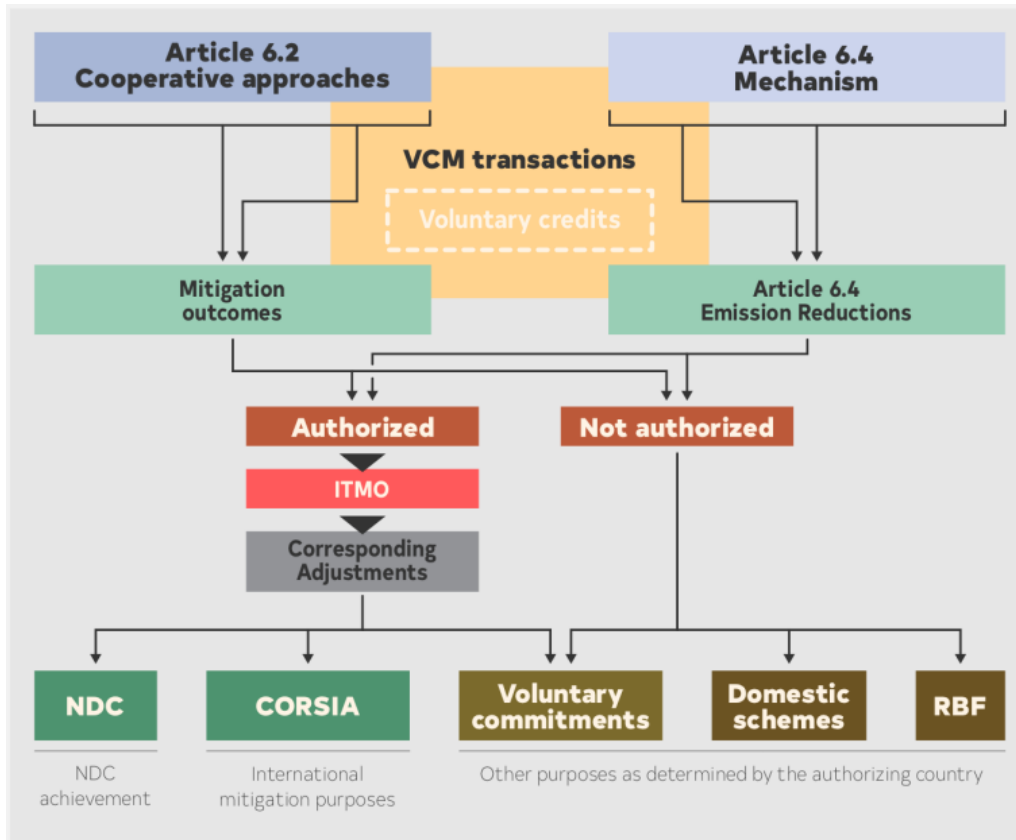 Article 6.2
Cooperative approaches
Article 6.4
Mechanism
VCM transactions
Voluntary credits
Mitigation
outcomes
Article 6.4
Emission Reductions
Authorized
Not authorized
ITMO
Corresponding
Adjustments
NDC
CORSIA
Voluntary
commitments
Domestic
schemes
RBF
NDC
achievement
International
mitigation purposes
Other purposes as determined by the authorizing country